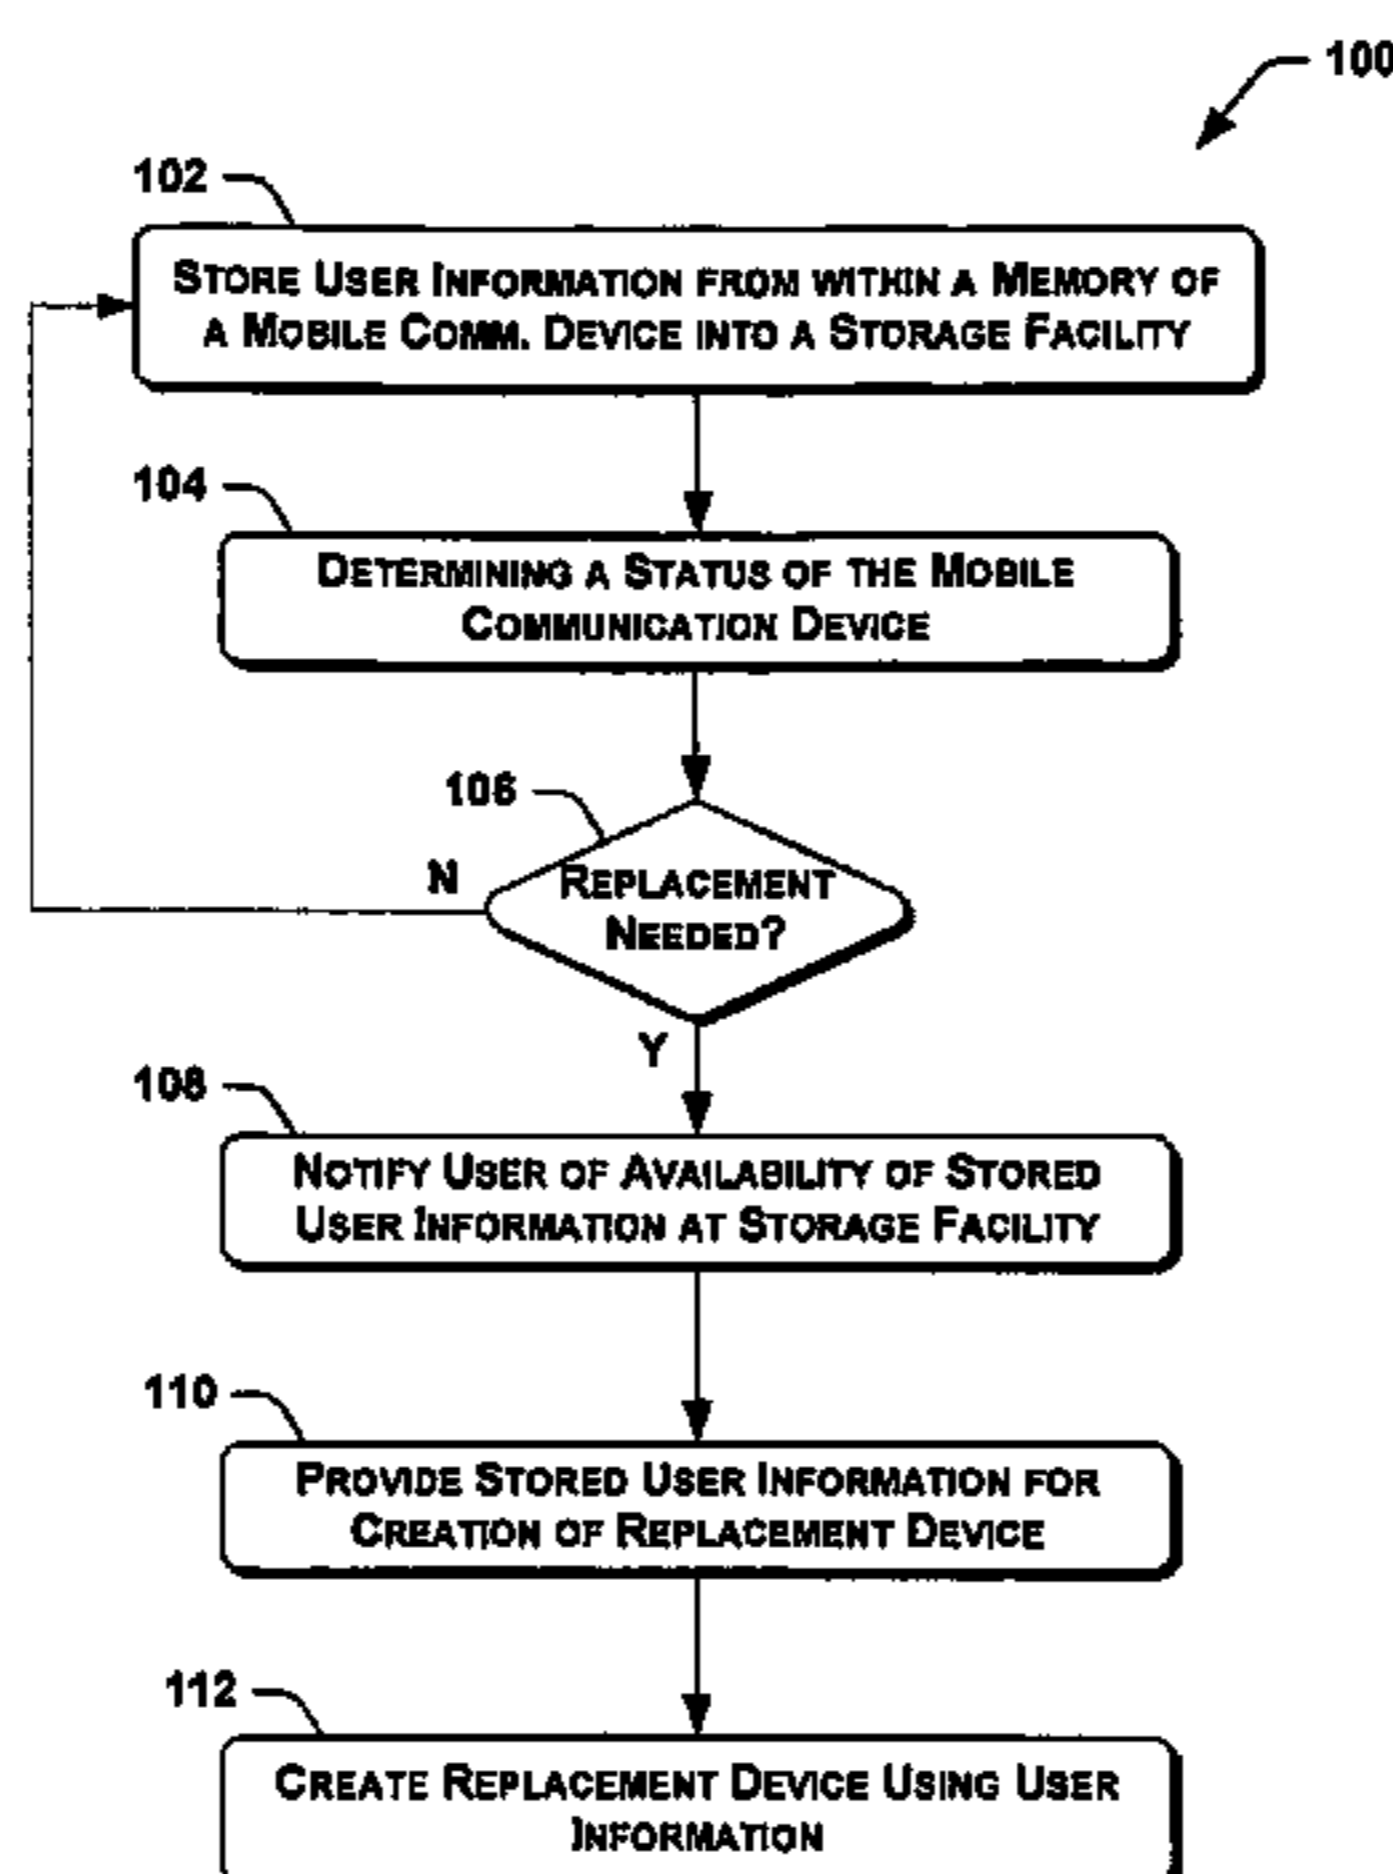 100
102
STORE USER INFORMATION FROM WITHIN A MEMORY OF
A MOBILE COMM. DEVICE INTO A STORAGE FACILITY
104
DETERMINING A STATUS OF THE MOBILE
COMMUNICATION DEVICE
106
N
REPLACEMENT
NEEDED?
Y
108
NOTIFY USER OF AVAILABILITY OF STORED
USER INFORMATION AT STORAGE FACILITY
110
PROVIDE STORED USER INFORMATION FOR
CREATION OF REPLACEMENT DEVICE
112
CREATE REPLACEMENT DEVICE USING USER
INFORMATION